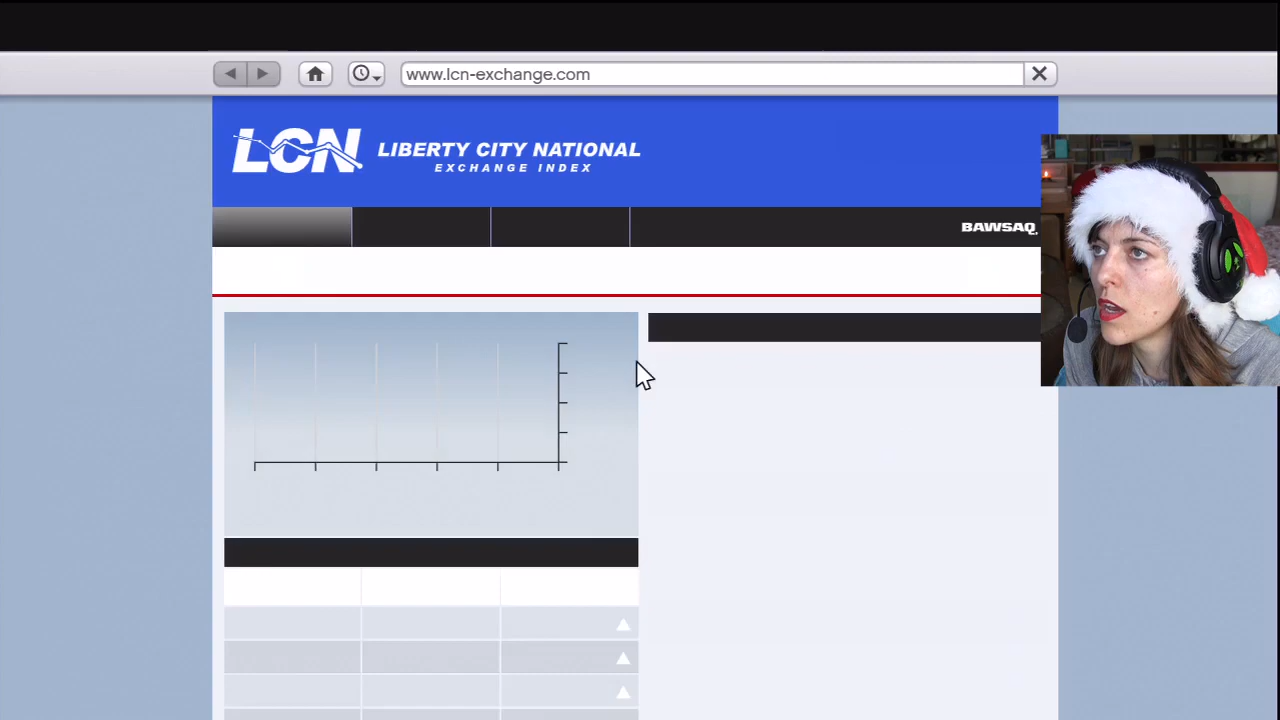 www.lcn-exchange.com
LCN
LIBERTY CITY NATIONAL
EXCHANGE INDEX
BAWSAQ.